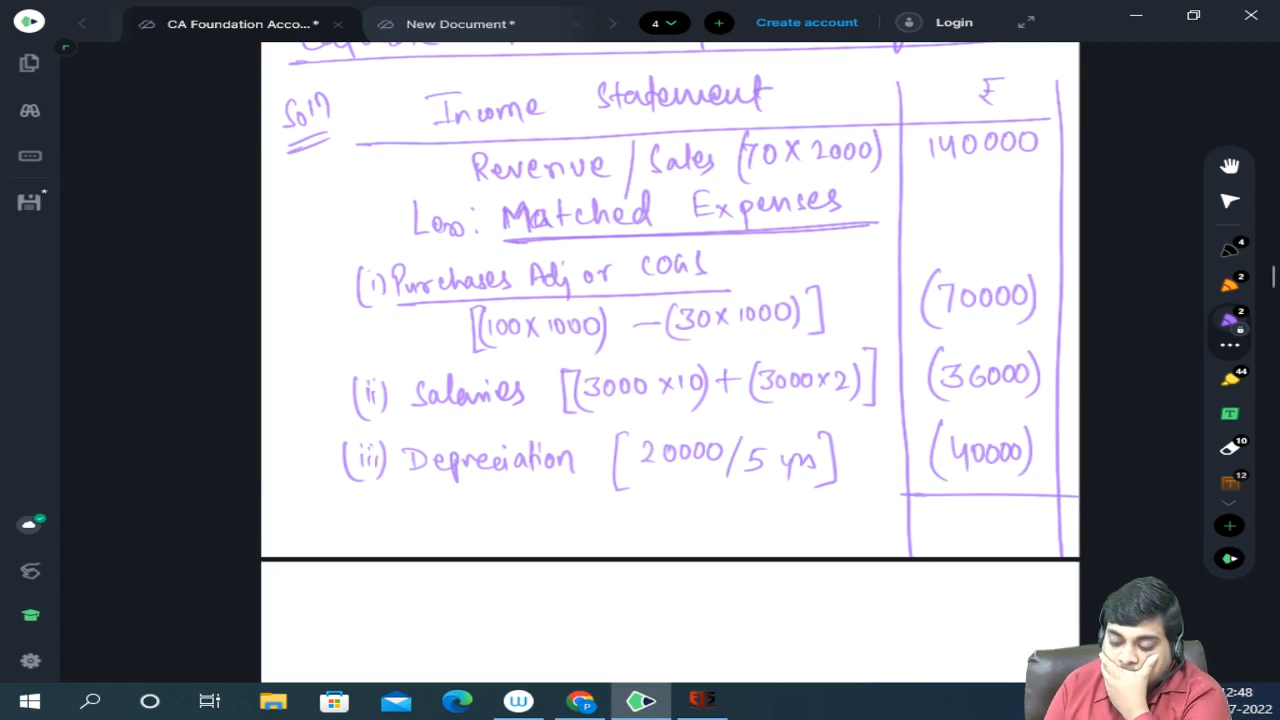 CA Foundation Acco...*
New Document*
4
Create account
Login
Soln
Income Statement
₹
Revenue / Sales (70 × 2000)
140000
Less: Matched Expenses
(i) Purchases Adj or COGS
[(100 × 1000) - (30 × 1000)]
(70000)
(ii) Salaries [(3000 × 10) + (3000 × 2)]
(36000)
(iii) Depreciation [20000/5 yrs]
(40000)
4
2
2
44
10
12
12:48
7-2022